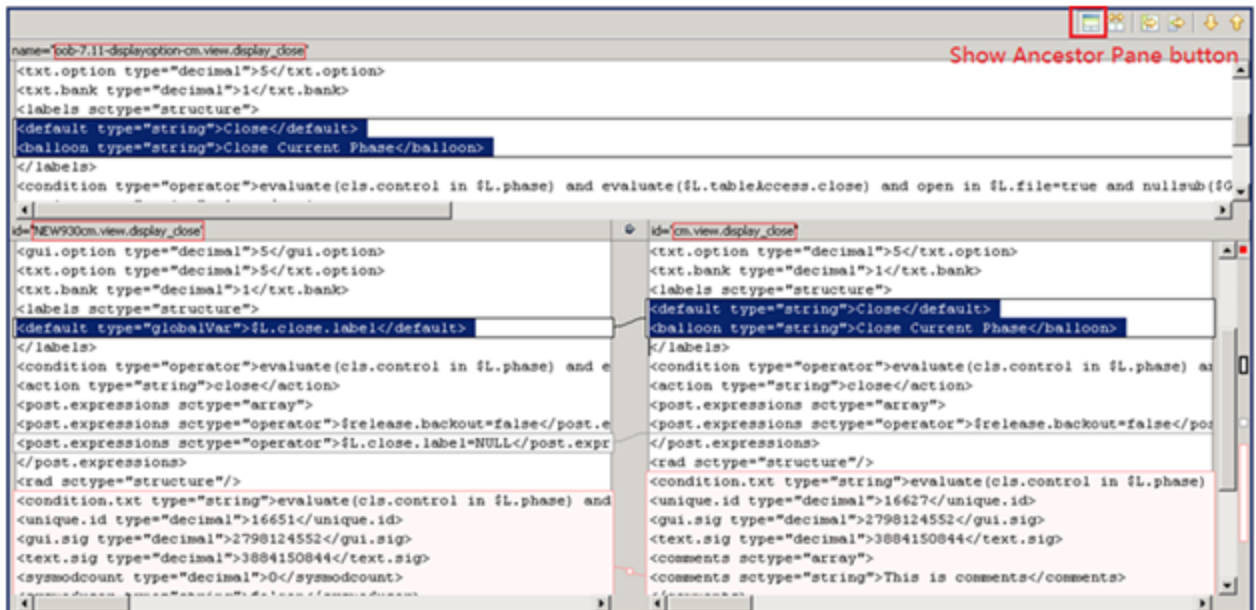 name="oob-7.11-displayoption-cm.view.display_close"
Show Ancestor Pane button
<txt.option type="decimal">5</txt.option>
<txt.bank type="decimal">1</txt.bank>
<labels sctype="structure">
<default type="string">Close</default>
<balloon type="string">Close Current Phase</balloon>
</labels>
<condition type="operator">evaluate(cls.control in $L.phase) and evaluate($L.tableAccess.close) and open in $L.file=true and nullsub($G
id="NEW930cm.view.display_close"
<gui.option type="decimal">5</gui.option>
<txt.option type="decimal">5</txt.option>
<txt.bank type="decimal">1</txt.bank>
<labels sctype="structure">
<default type="globalVar">$L.close.label</default>
</labels>
<condition type="operator">evaluate(cls.control in $L.phase) and e
<action type="string">close</action>
<post.expressions sctype="array">
<post.expressions sctype="operator">$release.backout=false</post.e
<post.expressions sctype="operator">$L.close.label=NULL</post.expr
</post.expressions>
<rad sctype="structure"/>
<condition.txt type="string">evaluate(cls.control in $L.phase) and
<unique.id type="decimal">16651</unique.id>
<gui.sig type="decimal">2798124552</gui.sig>
<text.sig type="decimal">3884150844</text.sig>
<sysmodcount type="decimal">0</sysmodcount>
id="cm.view.display_close"
<txt.option type="decimal">5</txt.option>
<txt.bank type="decimal">1</txt.bank>
<labels sctype="structure">
<default type="string">Close</default>
<balloon type="string">Close Current Phase</balloon>
</labels>
<condition type="operator">evaluate(cls.control in $L.phase) an
<action type="string">close</action>
<post.expressions sctype="array">
<post.expressions sctype="operator">$release.backout=false</pos
</post.expressions>
<rad sctype="structure"/>
<condition.txt type="string">evaluate(cls.control in $L.phase)
<unique.id type="decimal">16627</unique.id>
<gui.sig type="decimal">2798124552</gui.sig>
<text.sig type="decimal">3884150844</text.sig>
<comments sctype="array">
<comments sctype="string">This is comments</comments>